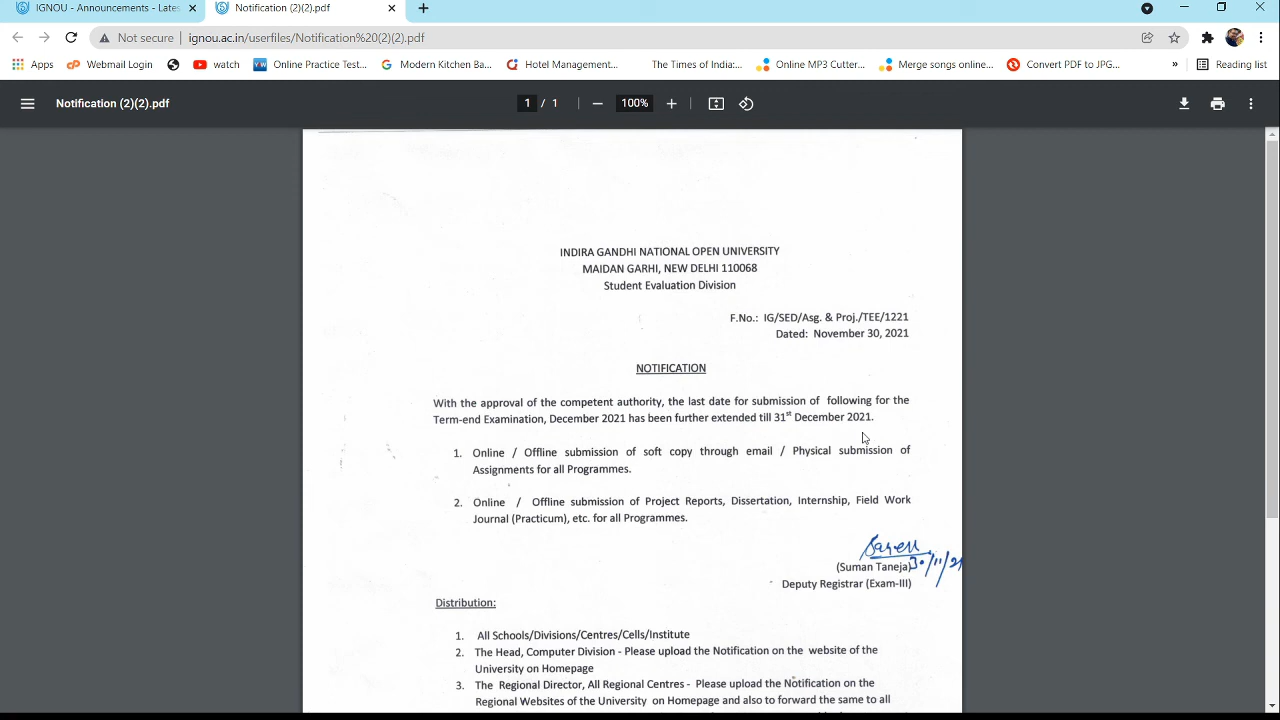 IGNOU - Announcements - Lates
Notification (2)(2).pdf
Not secure
ignou.ac.in/userfiles/Notification%20(2)(2).pdf
Apps
Webmail Login
watch
Online Practice Test...
Modern Kitchen Ba...
Hotel Management...
The Times of India:...
Online MP3 Cutter...
Merge songs online...
Convert PDF to JPG...
»
Reading list
Notification (2)(2).pdf
1 / 1
100%
INDIRA GANDHI NATIONAL OPEN UNIVERSITY
MAIDAN GARHI, NEW DELHI 110068
Student Evaluation Division
F.No.: IG/SED/Asg. & Proj./TEE/1221
Dated: November 30, 2021
NOTIFICATION
With the approval of the competent authority, the last date for submission of following for the
Term-end Examination, December 2021 has been further extended till 31st December 2021.
1. Online / Offline submission of soft copy through email / Physical submission of
Assignments for all Programmes.
2. Online / Offline submission of Project Reports, Dissertation, Internship, Field Work
Journal (Practicum), etc. for all Programmes.
(Suman Taneja) 30/11/21
Deputy Registrar (Exam-III)
Distribution:
1. All Schools/Divisions/Centres/Cells/Institute
2. The Head, Computer Division - Please upload the Notification on the website of the
University on Homepage
3. The Regional Director, All Regional Centres - Please upload the Notification on the
Regional Websites of the University on Homepage and also to forward the same to all